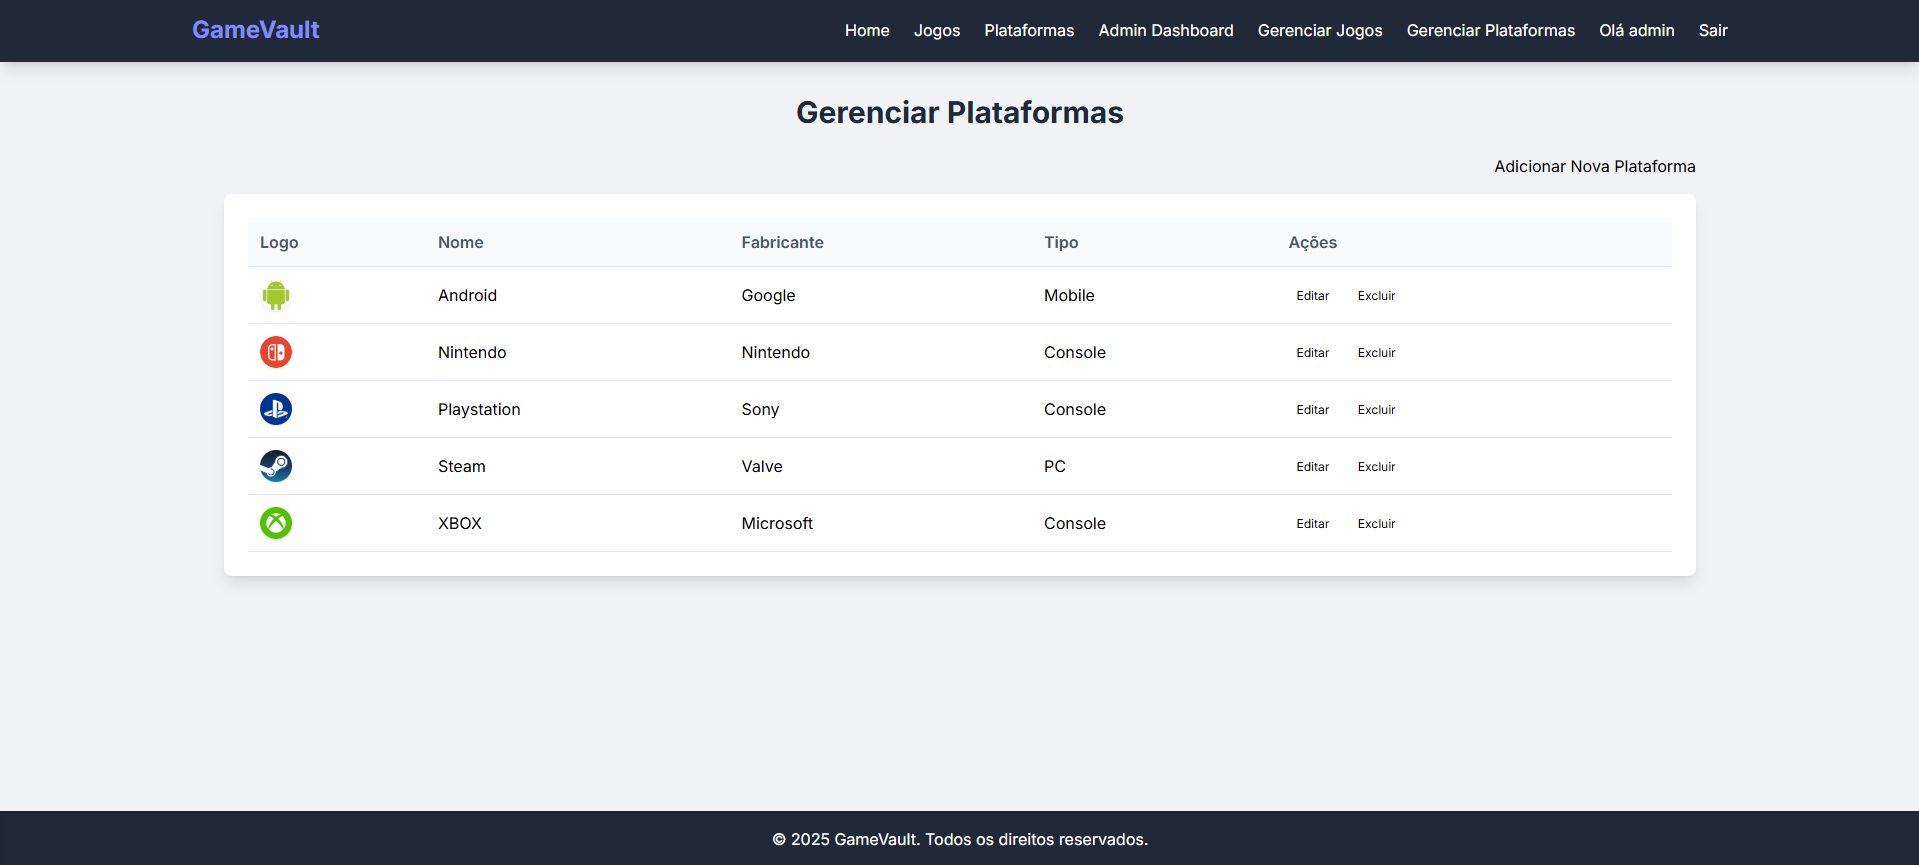 GameVault Home Jogos Plataformas Admin Dashboard Gerenciar Jogos Gerenciar Plataformas Olá admin Sair
Gerenciar Plataformas
Adicionar Nova Plataforma
Logo Nome Fabricante Tipo Ações
Android Google Mobile Editar Excluir
Nintendo Nintendo Console Editar Excluir
Playstation Sony Console Editar Excluir
Steam Valve PC Editar Excluir
XBOX Microsoft Console Editar Excluir
© 2025 GameVault. Todos os direitos reservados.